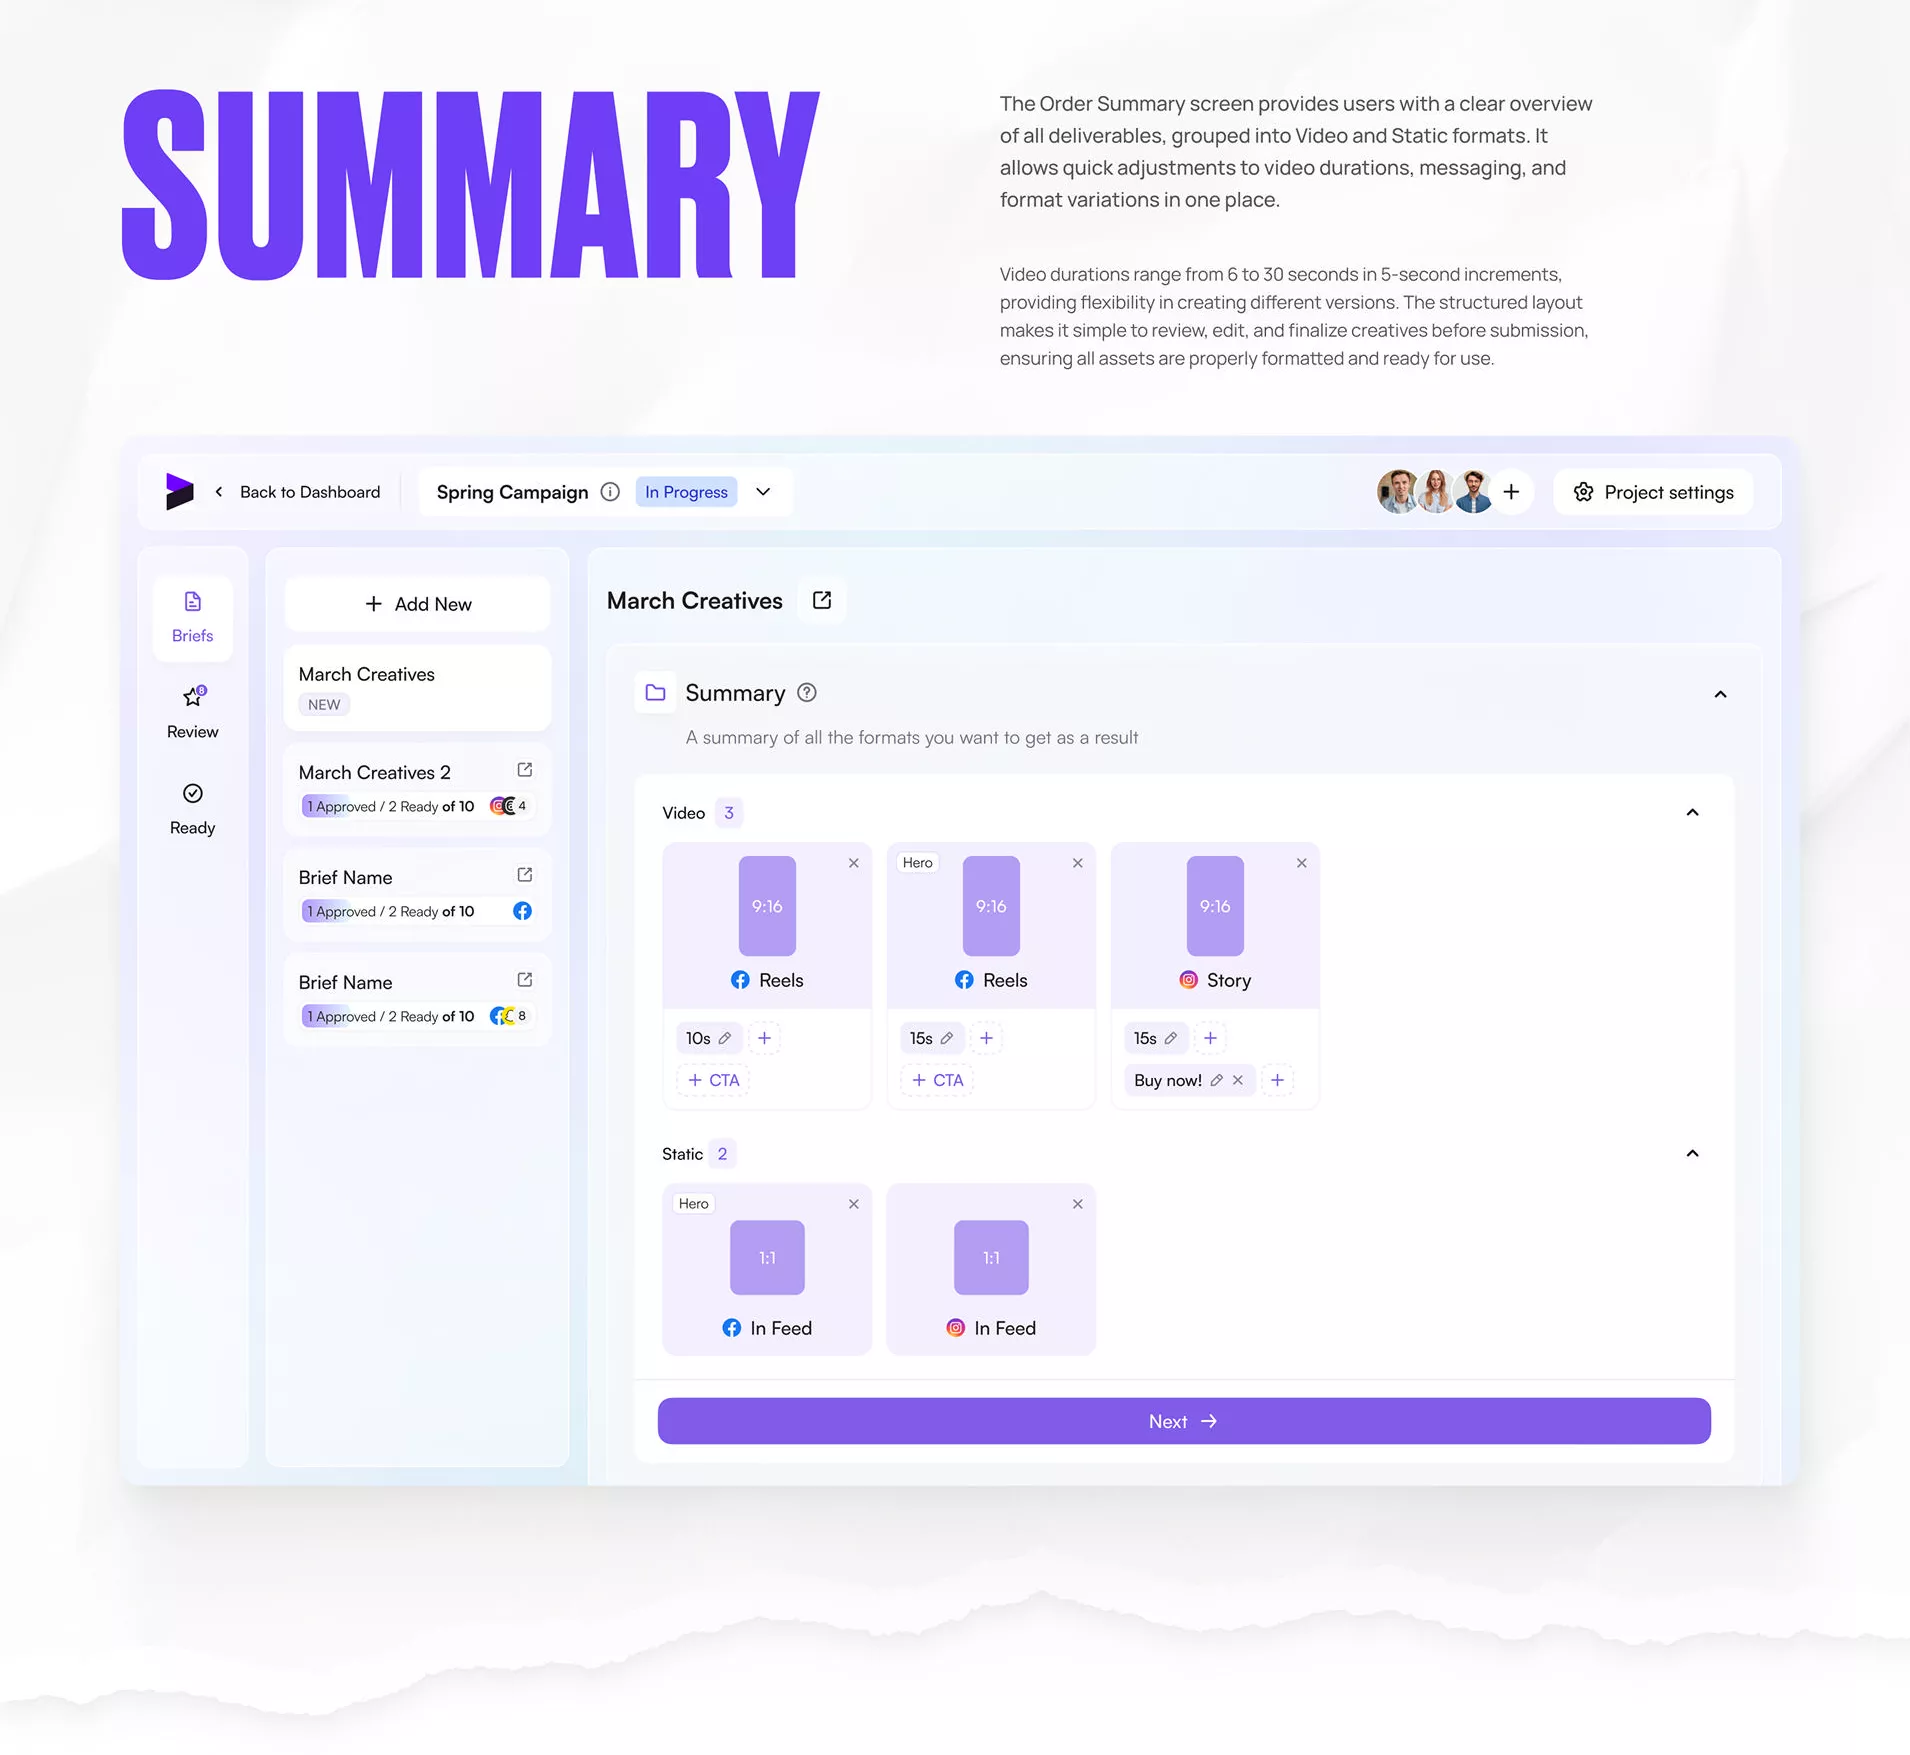 SUMMARY
The Order Summary screen provides users with a clear overview
of all deliverables, grouped into Video and Static formats. It
allows quick adjustments to video durations, messaging, and
format variations in one place.
Video durations range from 6 to 30 seconds in 5-second increments,
providing flexibility in creating different versions. The structured layout
makes it simple to review, edit, and finalize creatives before submission,
ensuring all assets are properly formatted and ready for use.
Back to Dashboard
Spring Campaign
In Progress
Project settings
Briefs
8
Review
Ready
Add New
March Creatives
NEW
March Creatives 2
1 Approved / 2 Ready of 10
4
Brief Name
1 Approved / 2 Ready of 10
Brief Name
1 Approved / 2 Ready of 10
8
March Creatives
Summary
A summary of all the formats you want to get as a result
Video 3
9:16
Reels
10s
+ CTA
Hero
9:16
Reels
15s
+ CTA
9:16
Story
15s
Buy now!
Static 2
Hero
1:1
In Feed
1:1
In Feed
Next →